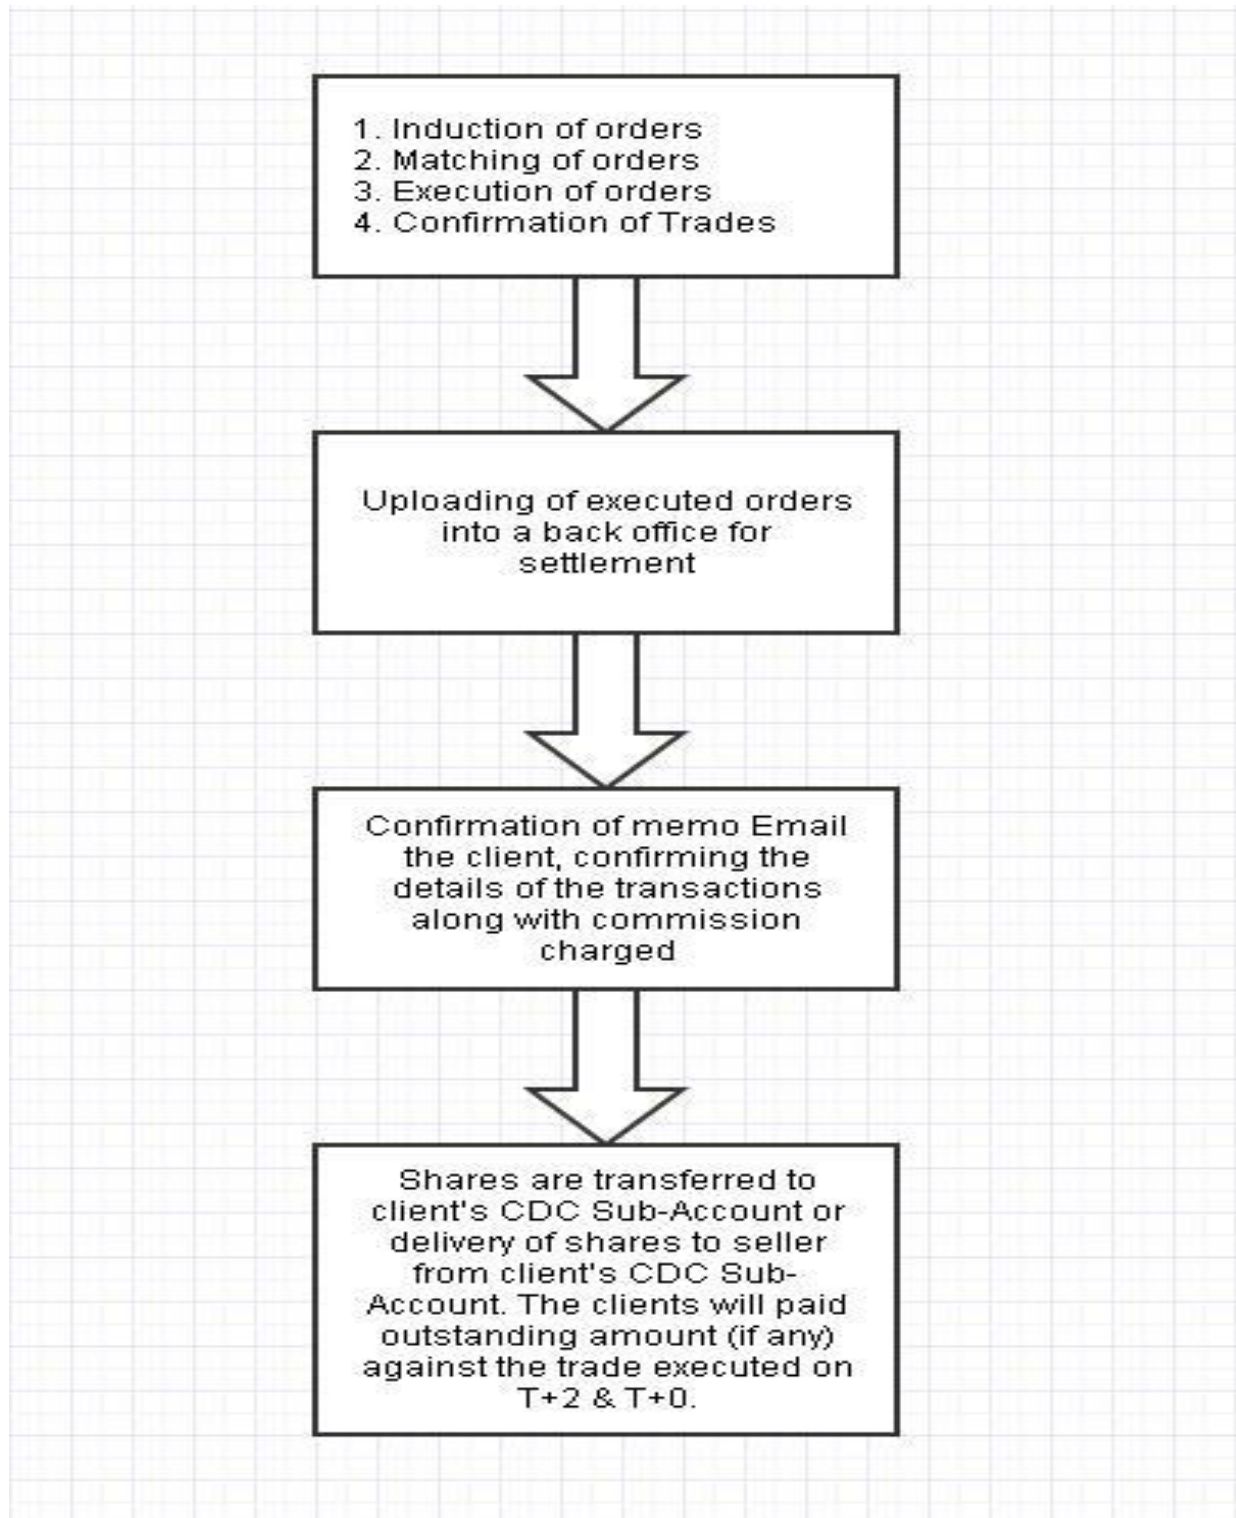 1. Induction of orders
2. Matching of orders
3. Execution of orders
4. Confirmation of Trades
Uploading of executed orders
into a back office for
settlement
Confirmation of memo Email
the client, confirming the
details of the transactions
along with commission
charged
Shares are transferred to
client's CDC Sub-Account or
delivery of shares to seller
from client's CDC Sub-
Account. The clients will paid
outstanding amount (if any)
against the trade executed on
T+2 & T+0.